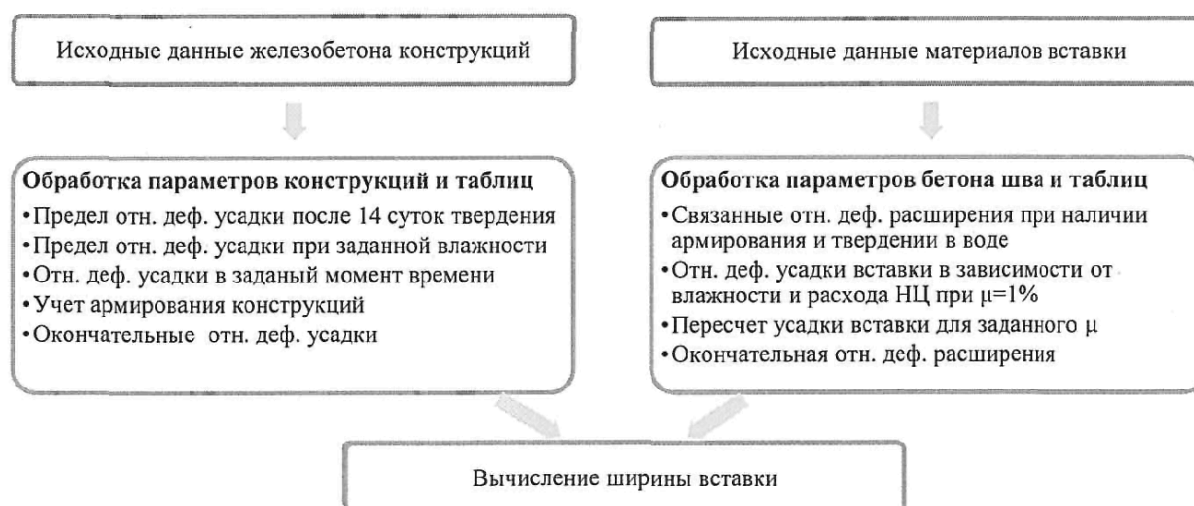 Исходные данные железобетона конструкций
Исходные данные материалов вставки
Обработка параметров конструкций и таблиц
•Предел отн. деф. усадки после 14 суток твердения
•Предел отн. деф. усадки при заданной влажности
•Отн. деф. усадки в заданый момент времени
•Учет армирования конструкций
•Окончательные отн. деф. усадки
Обработка параметров бетона шва и таблиц
•Связанные отн. деф. расширения при наличии
армирования и твердении в воде
•Отн. деф. усадки вставки в зависимости от
влажности и расхода НЦ при μ=1%
•Пересчет усадки вставки для заданного μ
•Окончательная отн. деф. расширения
Вычисление ширины вставки